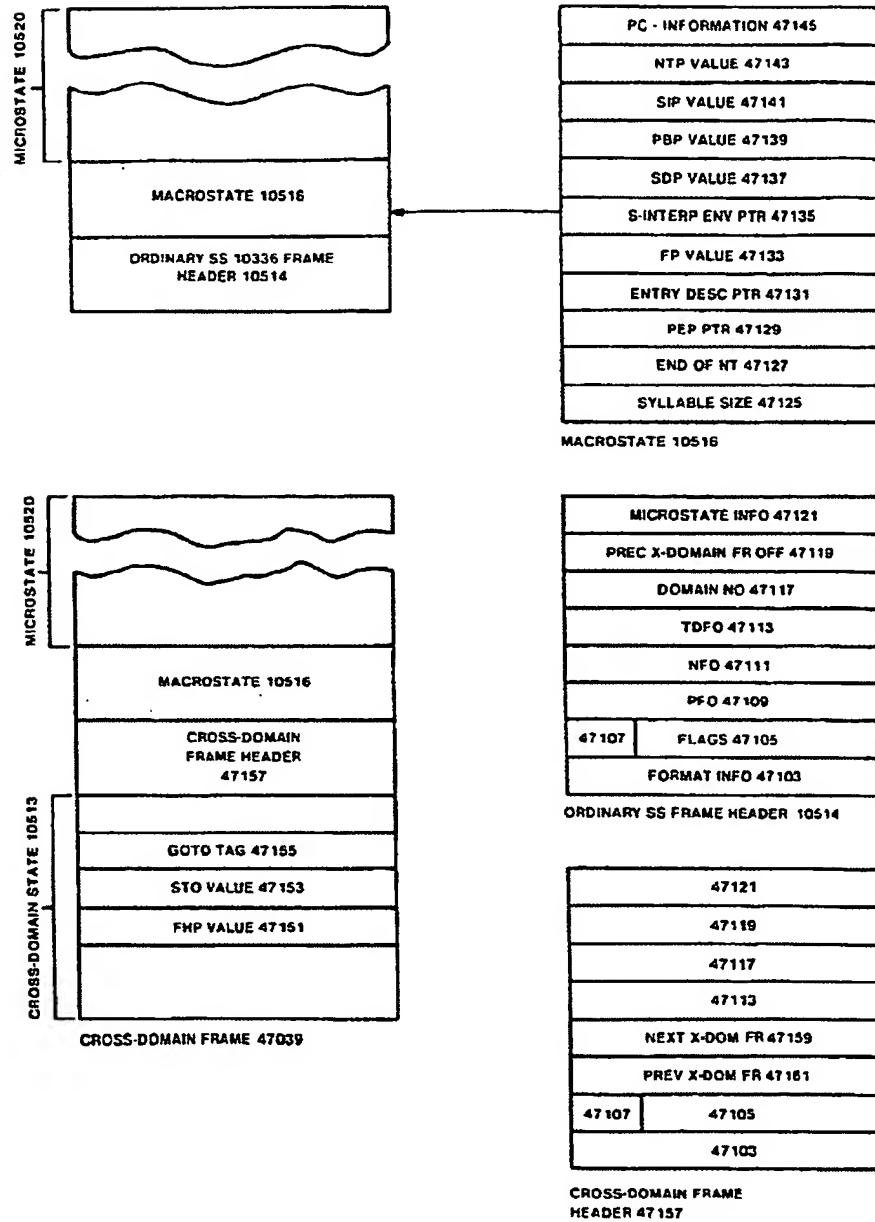 MICROSTATE 10520
MACROSTATE 10516
ORDINARY SS 10336 FRAME
HEADER 10514
PC - INFORMATION 47145
NTP VALUE 47143
SIP VALUE 47141
PBP VALUE 47139
SDP VALUE 47137
S-INTERP ENV PTR 47135
FP VALUE 47133
ENTRY DESC PTR 47131
PEP PTR 47129
END OF NT 47127
SYLLABLE SIZE 47125
MACROSTATE 10516
MICROSTATE 10520
MACROSTATE 10516
CROSS-DOMAIN
FRAME HEADER
47157
CROSS-DOMAIN STATE 10513
GOTO TAG 47155
STO VALUE 47153
FHP VALUE 47151
CROSS-DOMAIN FRAME 47039
MICROSTATE INFO 47121
PREC X-DOMAIN FR OFF 47119
DOMAIN NO 47117
TDFO 47113
NFO 47111
PFO 47109
47107 FLAGS 47105
FORMAT INFO 47103
ORDINARY SS FRAME HEADER 10514
47121
47119
47117
47113
NEXT X-DOM FR 47159
PREV X-DOM FR 47161
47107 47105
47103
CROSS-DOMAIN FRAME
HEADER 47157